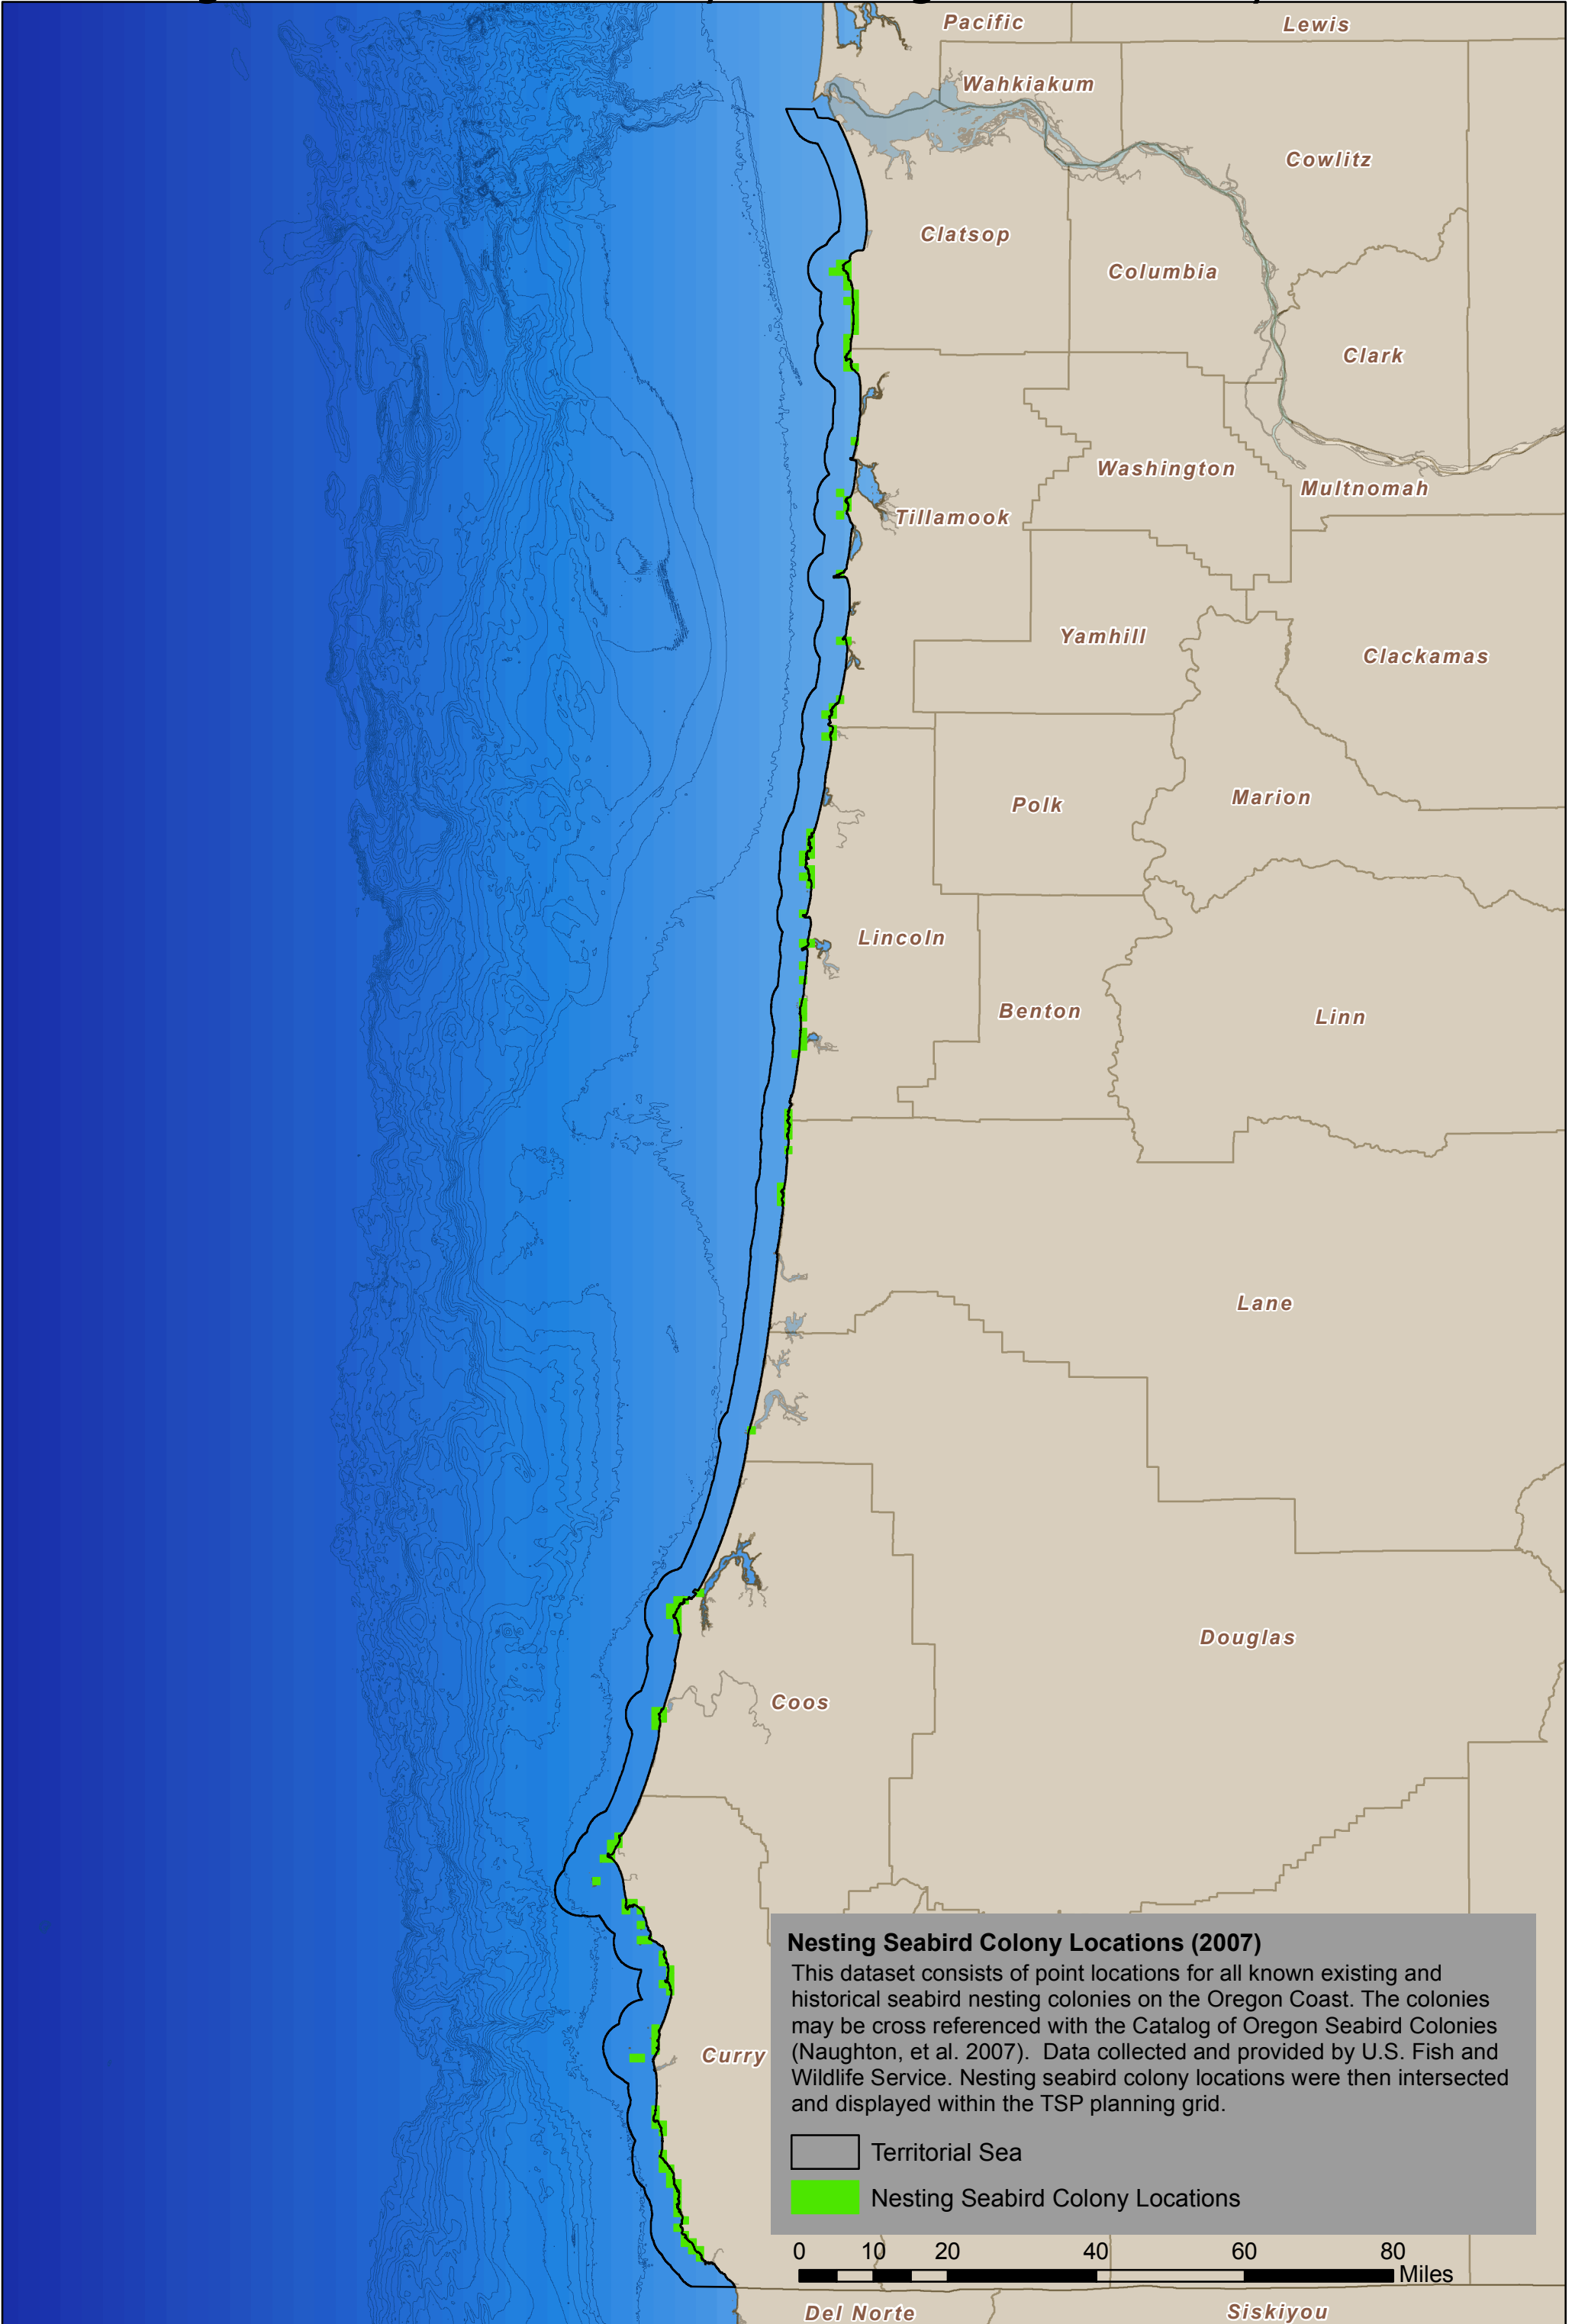 Pacific
Lewis
Wahkiakum
Cowlitz
Clatsop
Columbia
Clark
Washington
Multnomah
Tillamook
Yamhill
Clackamas
Polk
Marion
Lincoln
Benton
Linn
Lane
Douglas
Coos
Curry
Nesting Seabird Colony Locations (2007)
This dataset consists of point locations for all known existing and
historical seabird nesting colonies on the Oregon Coast. The colonies
may be cross referenced with the Catalog of Oregon Seabird Colonies
(Naughton, et al. 2007).  Data collected and provided by U.S. Fish and
Wildlife Service. Nesting seabird colony locations were then intersected
and displayed within the TSP planning grid.
Territorial Sea
Nesting Seabird Colony Locations
0 10 20 40 60 80
Miles
Del Norte
Siskiyou